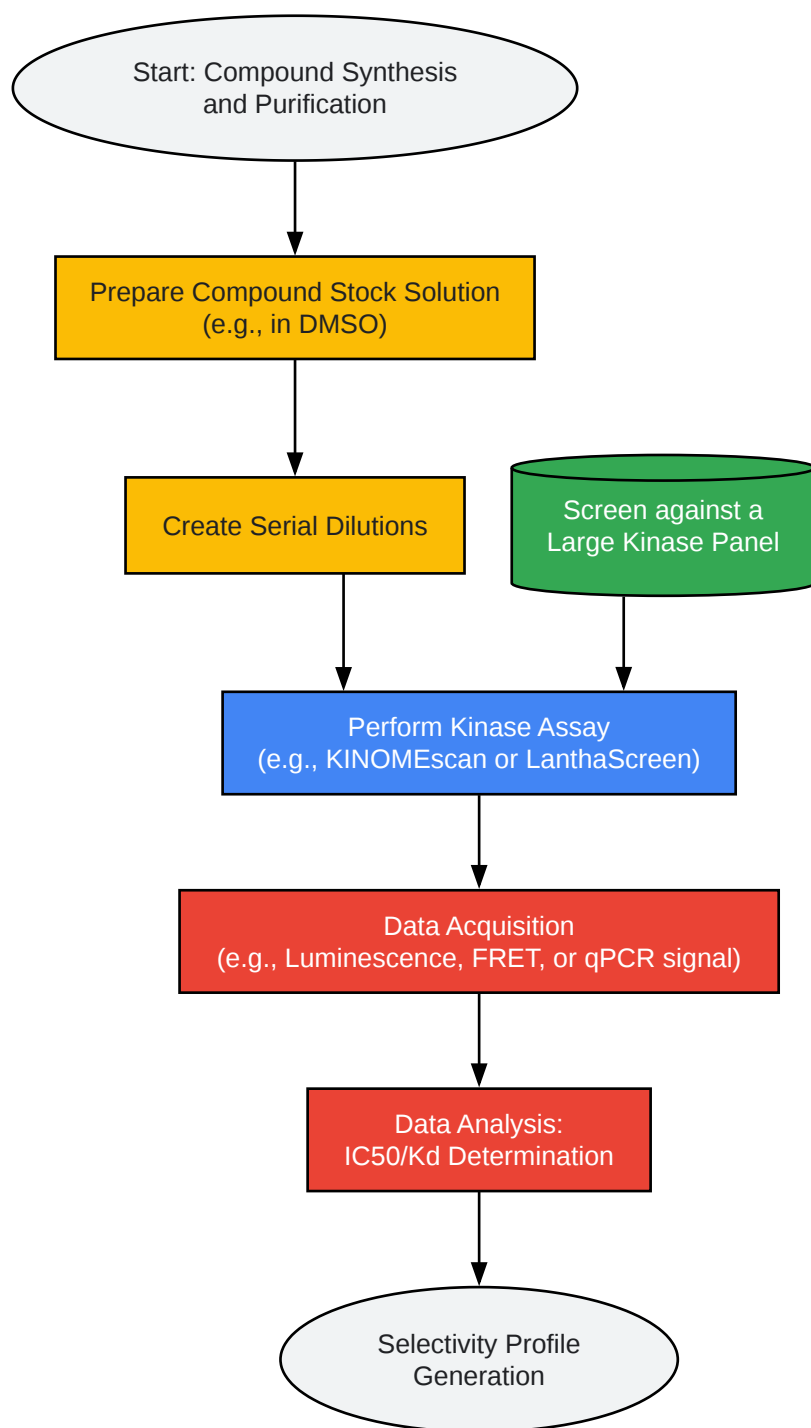 Start: Compound Synthesis
and Purification
Prepare Compound Stock Solution
(e.g., in DMSO)
Create Serial Dilutions
Screen against a
Large Kinase Panel
Perform Kinase Assay
(e.g., KINOMEscan or LanthaScreen)
Data Acquisition
(e.g., Luminescence, FRET, or qPCR signal)
Data Analysis:
IC50/Kd Determination
Selectivity Profile
Generation